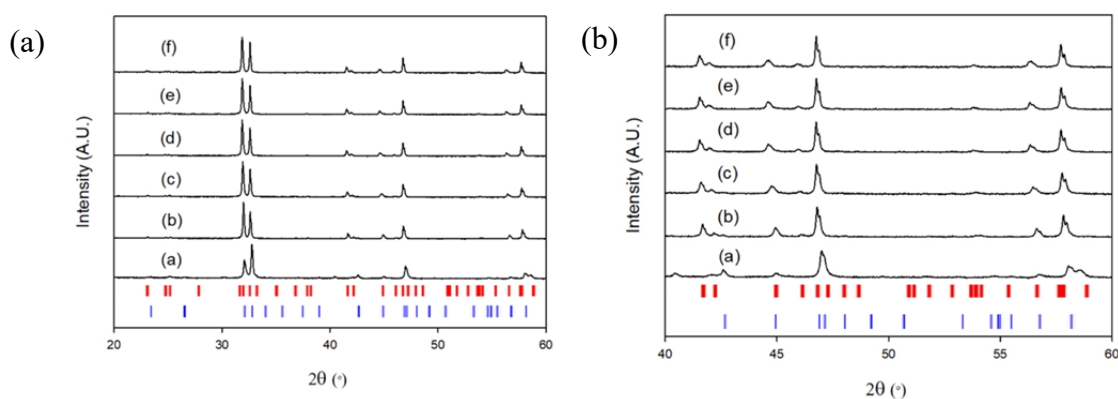 (a)
(f)
(e)
(d)
(c)
(b)
(a)
Intensity (A.U.)
20 30 40 50 60
2θ (°)
(b)
(f)
(e)
(d)
(c)
(b)
(a)
Intensity (A.U.)
40 45 50 55 60
2θ (°)